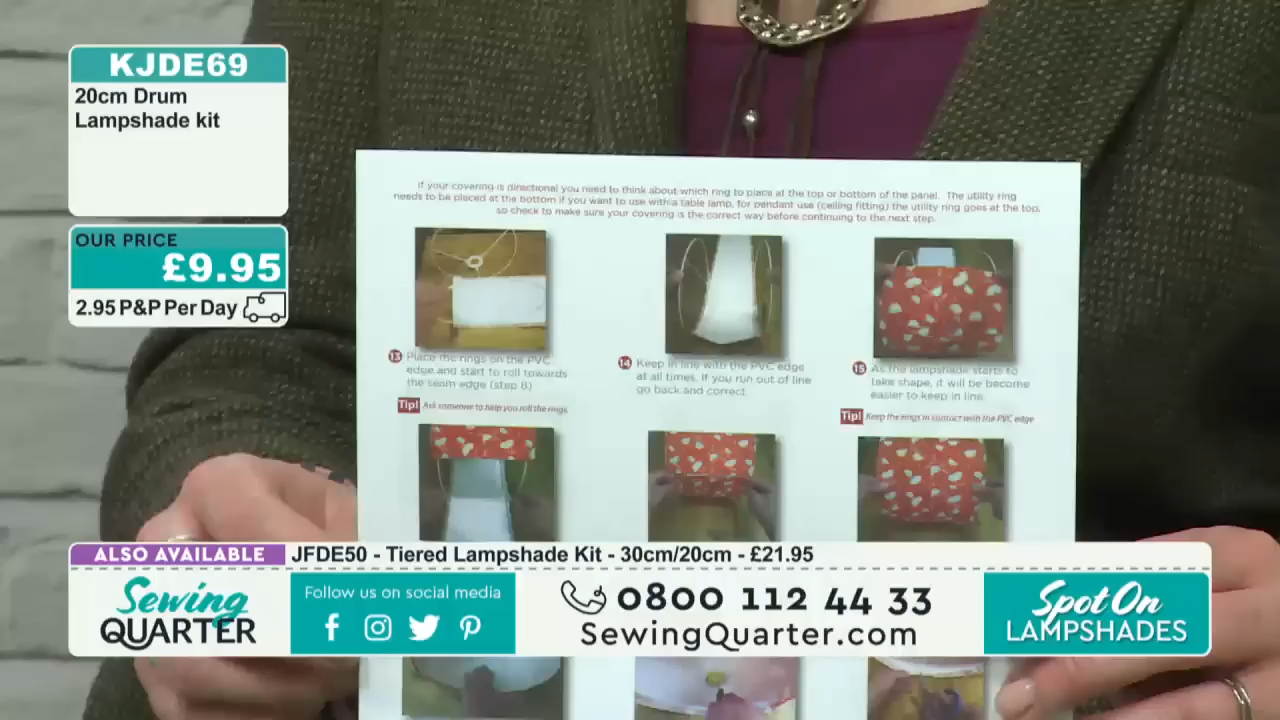 KJDE69
20cm Drum
Lampshade kit
OUR PRICE
£9.95
2.95 P&P Per Day
If your covering is directional you need to think about which ring to place at the top or bottom of the panel. The utility ring
needs to be placed at the bottom if you want to use with a table lamp, for pendant use (ceiling fitting) the utility ring goes at the top,
so check to make sure your covering is the correct way before continuing to the next step.
13 Place the rings on the PVC
edge and start to roll towards
the seam edge (step 8)
Tip! Ask someone to help you roll the rings
14 Keep in line with the PVC edge
at all times. If you run out of line
go back and correct.
15 As the lampshade starts to
take shape, it will be become
easier to keep in line.
Tip! Keep the rings in contact with the PVC edge
ALSO AVAILABLE JFDE50 - Tiered Lampshade Kit - 30cm/20cm - £21.95
Sewing
QUARTER
Follow us on social media
0800 112 44 33
SewingQuarter.com
Spot On
LAMPSHADES